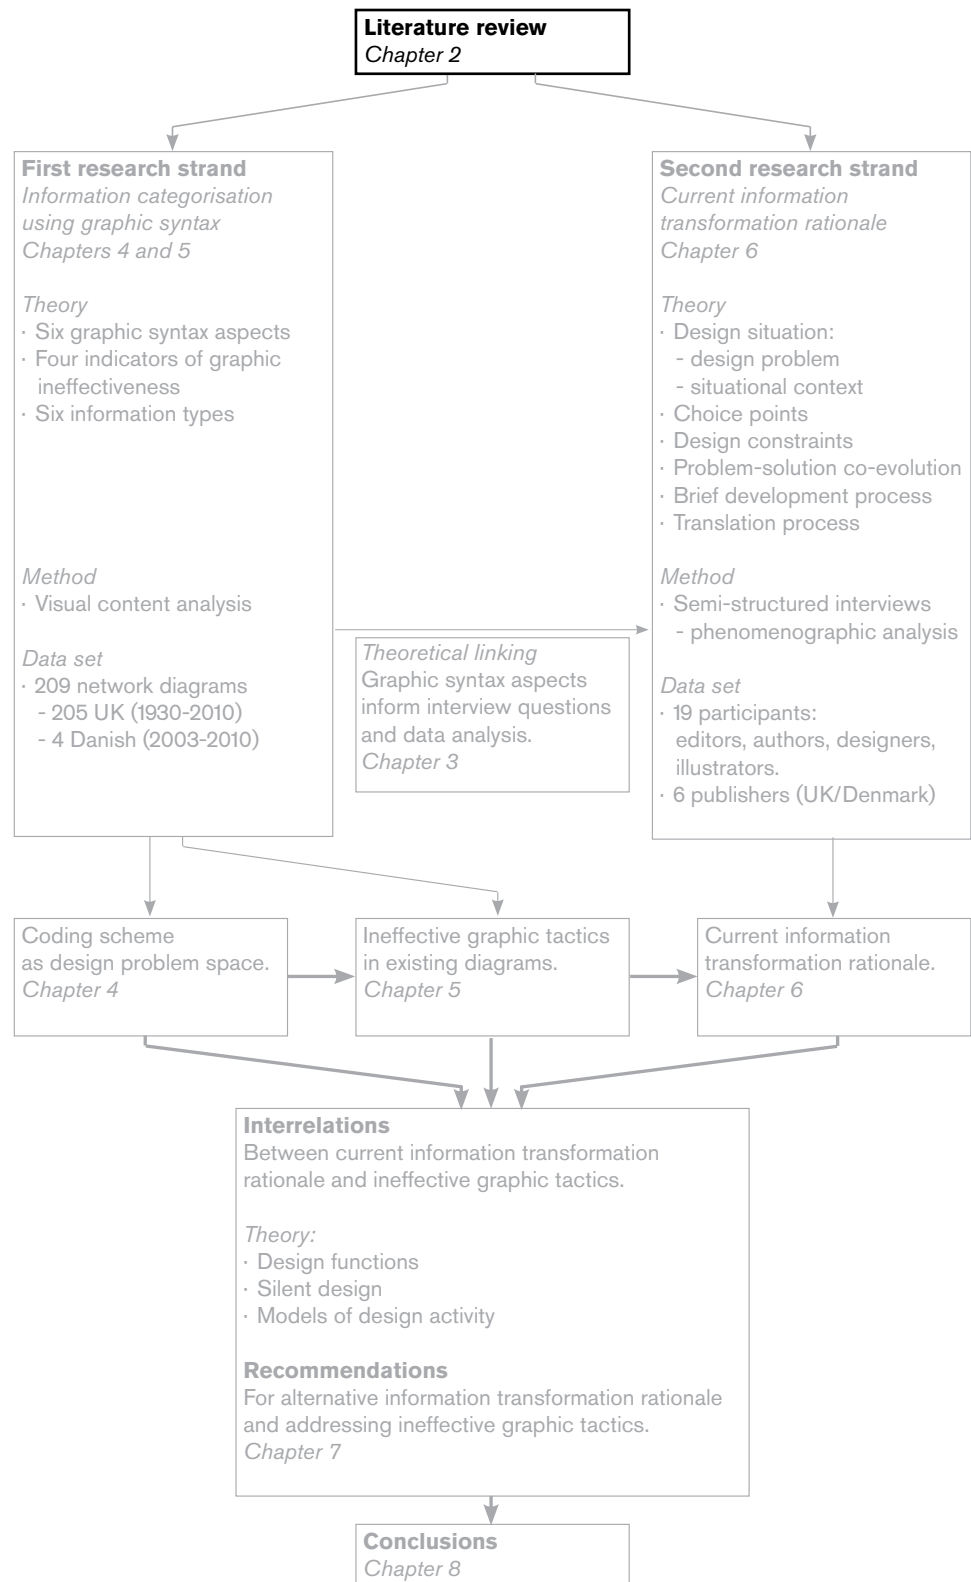 Literature review
Chapter 2
First research strand
Information categorisation
using graphic syntax
Chapters 4 and 5
Theory
· Six graphic syntax aspects
· Four indicators of graphic
ineffectiveness
· Six information types
Method
· Visual content analysis
Data set
· 209 network diagrams
- 205 UK (1930-2010)
- 4 Danish (2003-2010)
Theoretical linking
Graphic syntax aspects
inform interview questions
and data analysis.
Chapter 3
Second research strand
Current information
transformation rationale
Chapter 6
Theory
· Design situation:
- design problem
- situational context
· Choice points
· Design constraints
· Problem-solution co-evolution
· Brief development process
· Translation process
Method
· Semi-structured interviews
- phenomenographic analysis
Data set
· 19 participants:
editors, authors, designers,
illustrators.
· 6 publishers (UK/Denmark)
Coding scheme
as design problem space.
Chapter 4
Ineffective graphic tactics
in existing diagrams.
Chapter 5
Current information
transformation rationale.
Chapter 6
Interrelations
Between current information transformation
rationale and ineffective graphic tactics.
Theory:
· Design functions
· Silent design
· Models of design activity
Recommendations
For alternative information transformation rationale
and addressing ineffective graphic tactics.
Chapter 7
Conclusions
Chapter 8